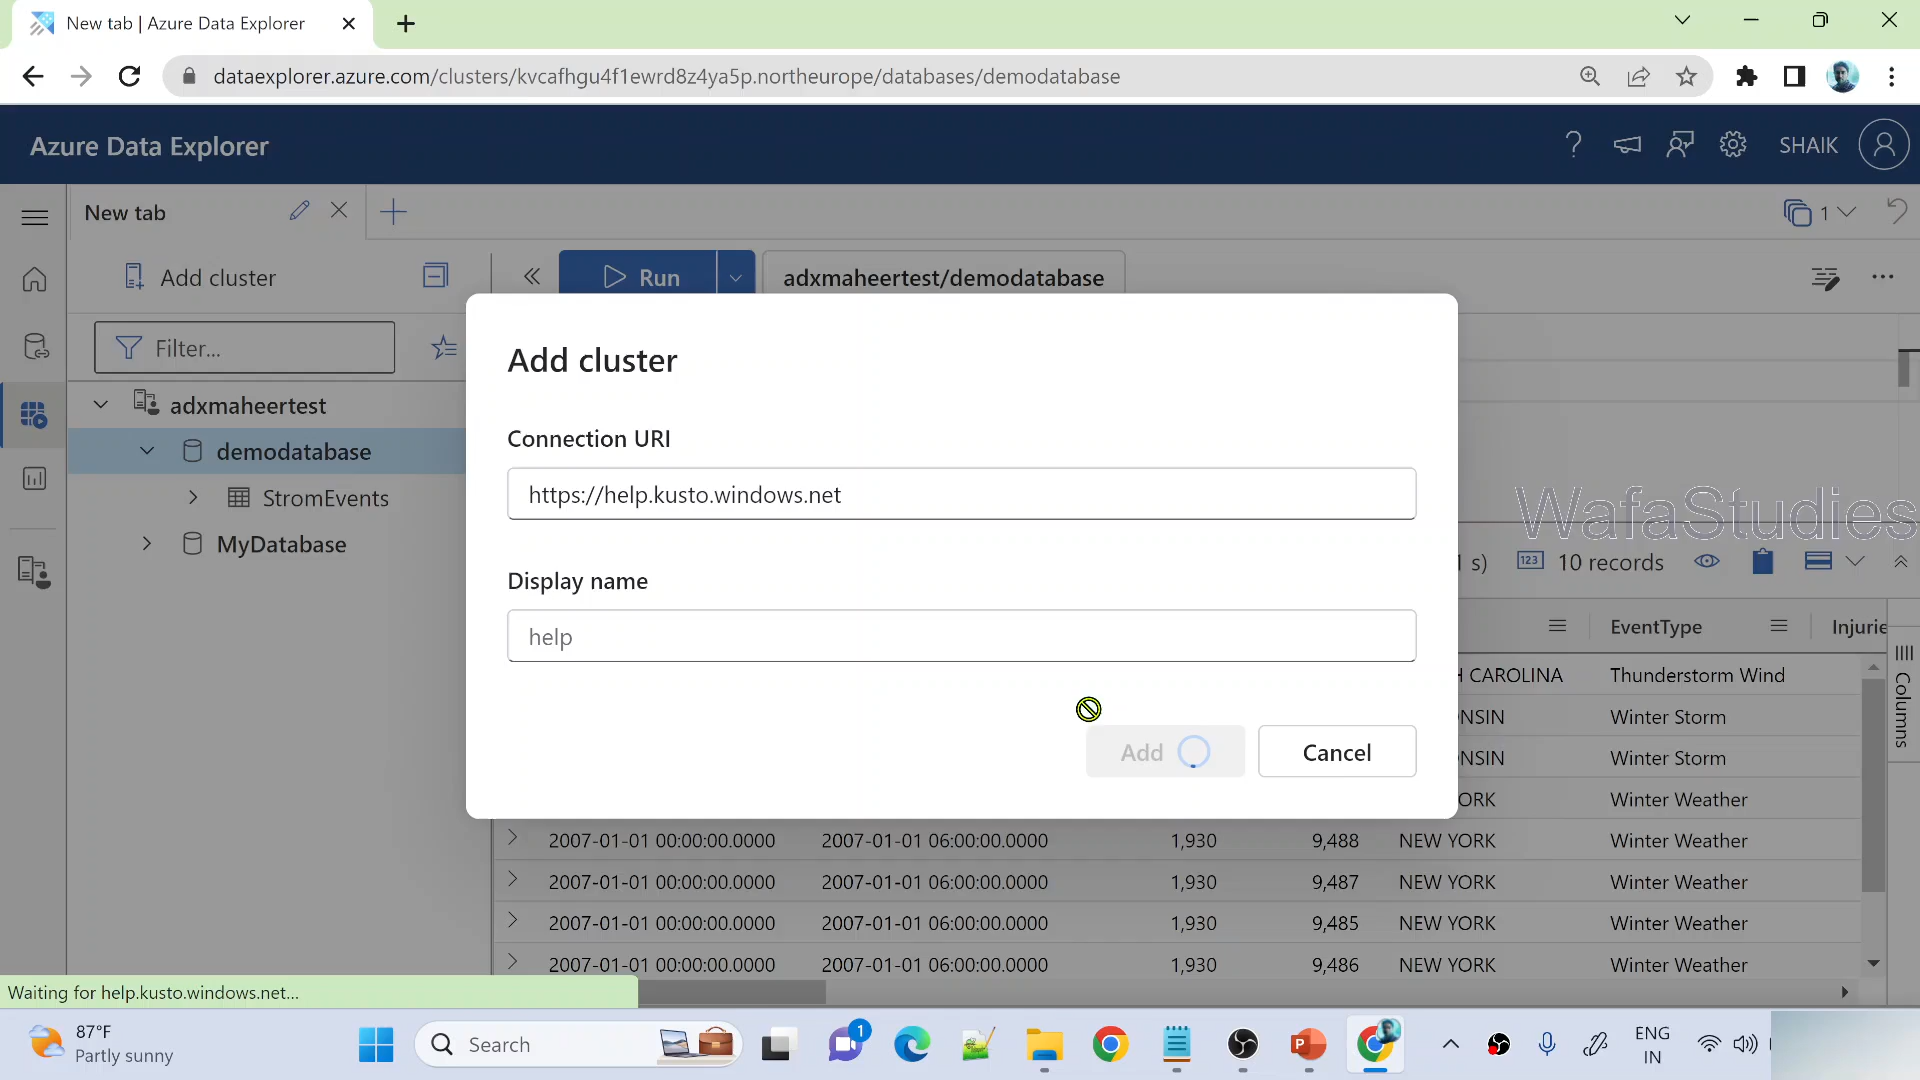 New tab | Azure Data Explorer
dataexplorer.azure.com/clusters/kvcafhgu4f1ewrd8z4ya5p.northeurope/databases/demodatabase
Azure Data Explorer
SHAIK
New tab
1
Add cluster
Run
adxmaheertest/demodatabase
Filter...
adxmaheertest
demodatabase
StromEvents
MyDatabase
Add cluster
Connection URI
https://help.kusto.windows.net
Display name
help
Add
Cancel
WafaStudies
1 s)
123
10 records
EventType
Injurie
Columns
H CAROLINA
Thunderstorm Wind
NSIN
Winter Storm
NSIN
Winter Storm
ORK
Winter Weather
2007-01-01 00:00:00.0000 2007-01-01 06:00:00.0000 1,930 9,488 NEW YORK Winter Weather
2007-01-01 00:00:00.0000 2007-01-01 06:00:00.0000 1,930 9,487 NEW YORK Winter Weather
2007-01-01 00:00:00.0000 2007-01-01 06:00:00.0000 1,930 9,485 NEW YORK Winter Weather
2007-01-01 00:00:00.0000 2007-01-01 06:00:00.0000 1,930 9,486 NEW YORK Winter Weather
Waiting for help.kusto.windows.net...
87°F
Partly sunny
Search
1
P
ENG
IN